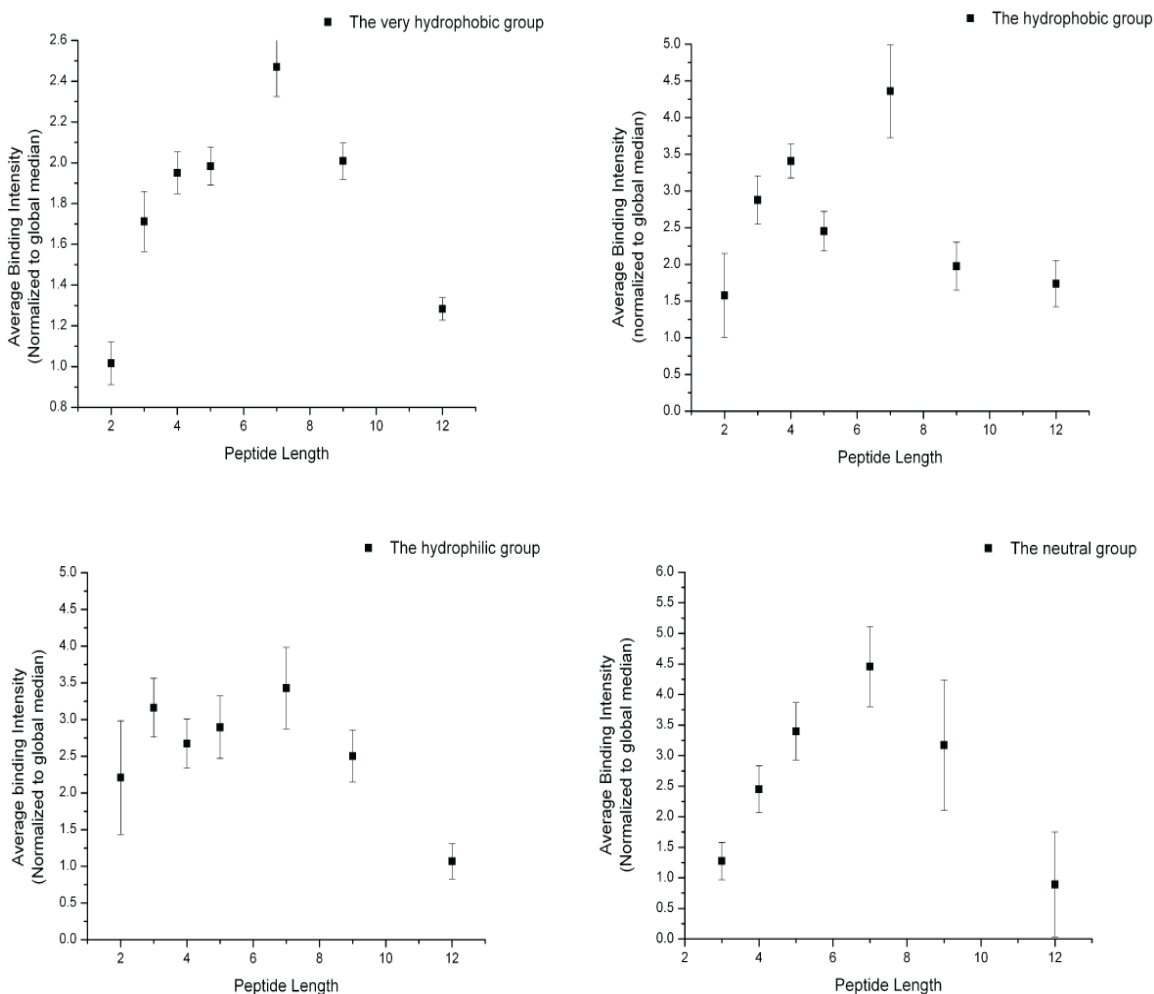 The very hydrophobic group
2.6
2.4
2.2
2.0
1.8
1.6
1.4
1.2
1.0
0.8
2 4 6 8 10 12
Peptide Length
Average Binding Intensity
(Normalized to global median)
The hydrophobic group
5.0
4.5
4.0
3.5
3.0
2.5
2.0
1.5
1.0
0.5
0.0
2 4 6 8 10 12
Peptide Length
Average Binding Intensity
(normalized to global median)
The hydrophilic group
5.0
4.5
4.0
3.5
3.0
2.5
2.0
1.5
1.0
0.5
0.0
2 4 6 8 10 12
Peptide Length
Average binding Intensity
(Normalized to global median)
The neutral group
6.0
5.5
5.0
4.5
4.0
3.5
3.0
2.5
2.0
1.5
1.0
0.5
0.0
2 4 6 8 10 12
Peptide Length
Average Binding Intensity
(Normalized to global median)